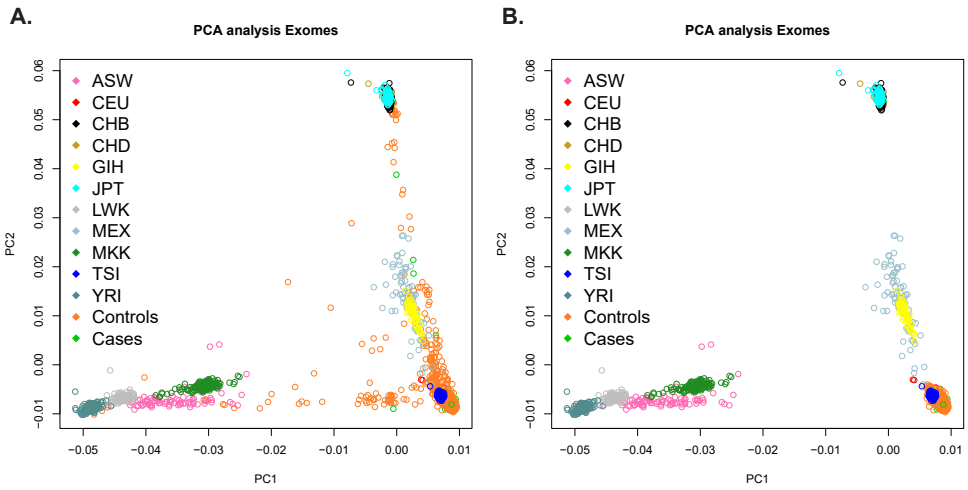 A.
PCA analysis Exomes
0.06
0.05
0.04
0.03
0.02
0.01
0.00
−0.01
PC2
ASW
CEU
CHB
CHD
GIH
JPT
LWK
MEX
MKK
TSI
YRI
Controls
Cases
−0.05 −0.04 −0.03 −0.02 −0.01 0.00 0.01
PC1
B.
PCA analysis Exomes
0.06
0.05
0.04
0.03
0.02
0.01
0.00
−0.01
PC2
ASW
CEU
CHB
CHD
GIH
JPT
LWK
MEX
MKK
TSI
YRI
Controls
Cases
−0.05 −0.04 −0.03 −0.02 −0.01 0.00 0.01
PC1